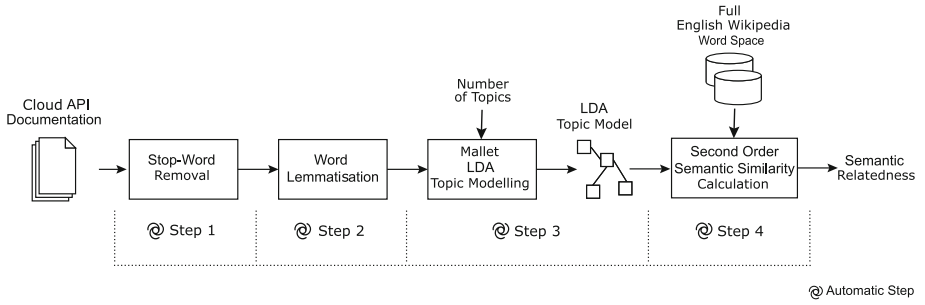 Full
English Wikipedia
Word Space
Number
of Topics
Cloud API
Documentation
LDA
Topic Model
Stop-Word
Removal
Word
Lemmatisation
Mallet
LDA
Topic Modelling
Second Order
Semantic Similarity
Calculation
Semantic
Relatedness
Step 1
Step 2
Step 3
Step 4
Automatic Step